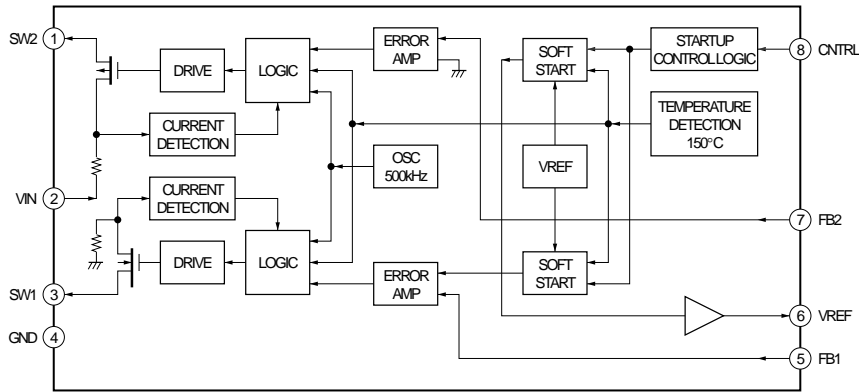 SW2 1
DRIVE
LOGIC
ERROR
AMP
SOFT
START
STARTUP
CONTROL LOGIC
8 CNTRL
CURRENT
DETECTION
TEMPERATURE
DETECTION
150°C
OSC
500kHz
VREF
VIN 2
CURRENT
DETECTION
7 FB2
DRIVE
LOGIC
ERROR
AMP
SOFT
START
SW1 3
6 VREF
GND 4
5 FB1